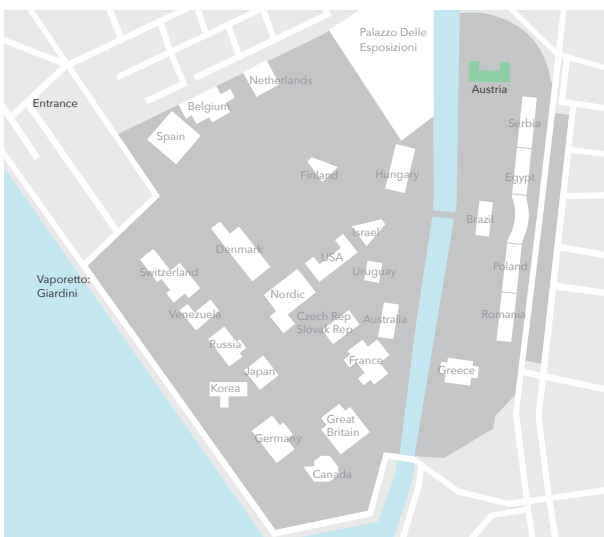 Palazzo Delle
Esposizioni
Netherlands
Austria
Entrance
Belgium
Serbia
Spain
Finland
Hungary
Egypt
Brazil
Israel
Denmark
USA
Switzerland
Uruguay
Poland
Vaporetto:
Giardini
Nordic
Venezuela
Czech Rep
Slovak Rep
Australia
Romania
Russia
France
Japan
Greece
Korea
Great
Britain
Germany
Canada